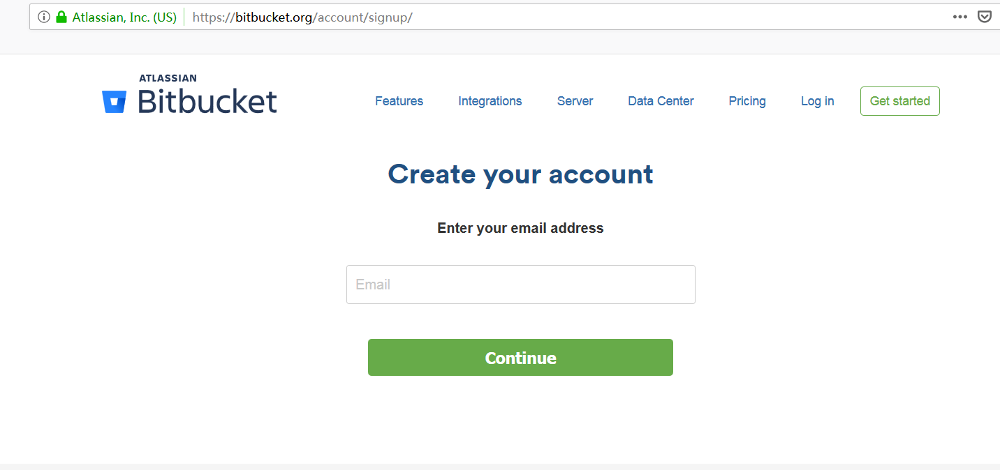 Atlassian, Inc. (US) https://bitbucket.org/account/signup/
ATLASSIAN
Bitbucket
Features Integrations Server Data Center Pricing Log in Get started
Create your account
Enter your email address
Email
Continue